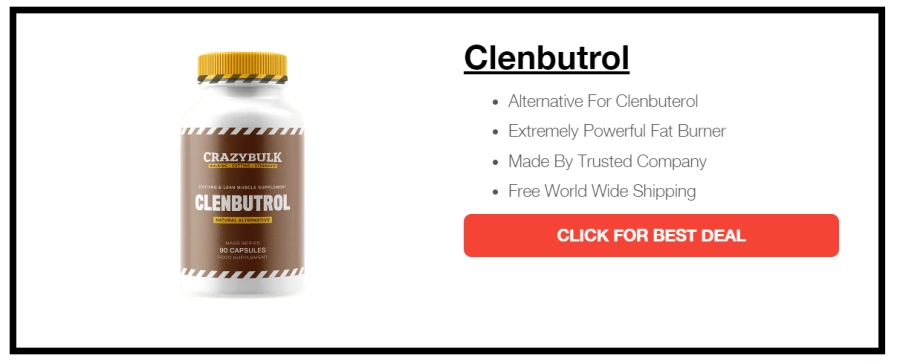 Clenbutrol
Alternative For Clenbuterol
Extremely Powerful Fat Burner
Made By Trusted Company
Free World Wide Shipping
CLICK FOR BEST DEAL
CRAZYBULK
BULKING • CUTTING • STRENGTH
CUTTING & LEAN MUSCLE SUPPLEMENT
CLENBUTROL
NATURAL ALTERNATIVE
MASS SERIES
90 CAPSULES
FOOD SUPPLEMENT